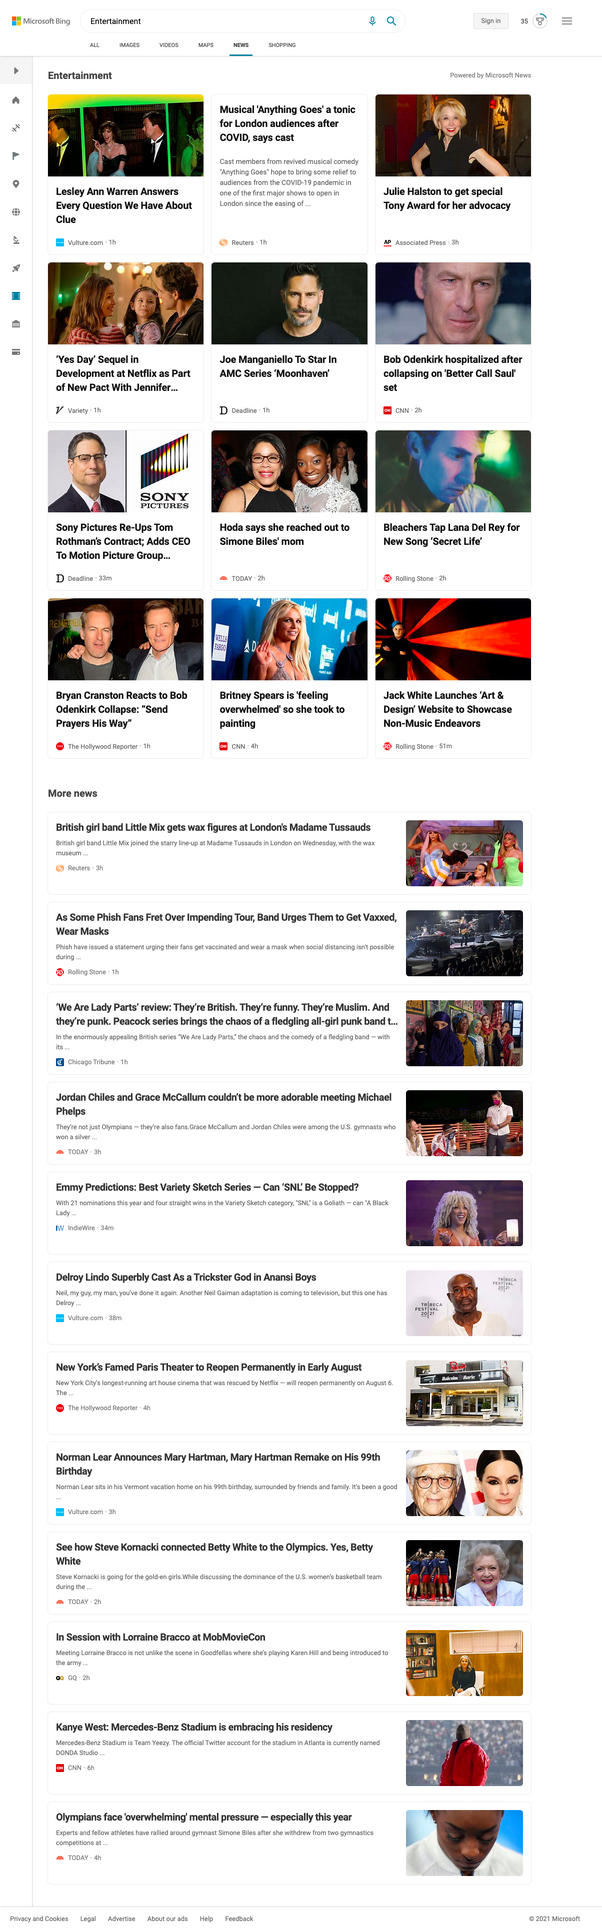 Microsoft Bing
Entertainment
Sign in
35
ALL
IMAGES
VIDEOS
MAPS
NEWS
SHOPPING
Entertainment
Powered by Microsoft News
Lesley Ann Warren Answers
Every Question We Have About
Clue
Vulture.com · 1h
Musical 'Anything Goes' a tonic
for London audiences after
COVID, says cast
Cast members from revived musical comedy
"Anything Goes" hope to bring some relief to
audiences from the COVID-19 pandemic in
one of the first major shows to open in
London since the easing of ...
Reuters · 1h
Julie Halston to get special
Tony Award for her advocacy
AP Associated Press · 3h
'Yes Day' Sequel in
Development at Netflix as Part
of New Pact With Jennifer...
Variety · 1h
Joe Manganiello To Star In
AMC Series 'Moonhaven'
Deadline · 1h
Bob Odenkirk hospitalized after
collapsing on 'Better Call Saul'
set
CNN · 2h
SONY
PICTURES
Sony Pictures Re-Ups Tom
Rothman's Contract; Adds CEO
To Motion Picture Group...
Deadline · 33m
Hoda says she reached out to
Simone Biles' mom
TODAY · 2h
Bleachers Tap Lana Del Rey for
New Song 'Secret Life'
Rolling Stone · 2h
Bryan Cranston Reacts to Bob
Odenkirk Collapse: "Send
Prayers His Way"
The Hollywood Reporter · 1h
WELLS
FARGO
Britney Spears is 'feeling
overwhelmed' so she took to
painting
CNN · 4h
Jack White Launches 'Art &
Design' Website to Showcase
Non-Music Endeavors
Rolling Stone · 51m
More news
British girl band Little Mix gets wax figures at London's Madame Tussauds
British girl band Little Mix joined the starry line-up at Madame Tussauds in London on Wednesday, with the wax
museum ...
Reuters · 3h
As Some Phish Fans Fret Over Impending Tour, Band Urges Them to Get Vaxxed,
Wear Masks
Phish have issued a statement urging their fans get vaccinated and wear a mask when social distancing isn't possible
during ...
Rolling Stone · 1h
'We Are Lady Parts' review: They're British. They're funny. They're Muslim. And
they're punk. Peacock series brings the chaos of a fledgling all-girl punk band t...
In the enormously appealing British series "We Are Lady Parts," the chaos and the comedy of a fledgling band — with
its ...
Chicago Tribune · 1h
Jordan Chiles and Grace McCallum couldn't be more adorable meeting Michael
Phelps
They're not just Olympians — they're also fans.Grace McCallum and Jordan Chiles were among the U.S. gymnasts who
won a silver ...
TODAY · 3h
Emmy Predictions: Best Variety Sketch Series — Can 'SNL' Be Stopped?
With 21 nominations this year and four straight wins in the Variety Sketch category, "SNL" is a Goliath — can "A Black
Lady ...
IndieWire · 34m
Delroy Lindo Superbly Cast As a Trickster God in Anansi Boys
Neil, my guy, my man, you've done it again. Another Neil Gaiman adaptation is coming to television, but this one has
Delroy ...
Vulture.com · 38m
TRIBECA
FESTIVAL
20|21
New York's Famed Paris Theater to Reopen Permanently in Early August
New York City's longest-running art house cinema that was rescued by Netflix — will reopen permanently on August 6.
The ...
The Hollywood Reporter · 4h
Norman Lear Announces Mary Hartman, Mary Hartman Remake on His 99th
Birthday
Norman Lear sits in his Vermont vacation home on his 99th birthday, surrounded by friends and family. It's been a good
...
Vulture.com · 3h
See how Steve Kornacki connected Betty White to the Olympics. Yes, Betty
White
Steve Kornacki is going for the gold-en girls.While discussing the dominance of the U.S. women's basketball team
during the ...
TODAY · 2h
In Session with Lorraine Bracco at MobMovieCon
Meeting Lorraine Bracco is not unlike the scene in Goodfellas where she's playing Karen Hill and being introduced to
the army ...
GQ · 2h
Kanye West: Mercedes-Benz Stadium is embracing his residency
Mercedes-Benz Stadium is Team Yeezy. The official Twitter account for the stadium in Atlanta is currently named
DONDA Studio ...
CNN · 6h
Olympians face 'overwhelming' mental pressure — especially this year
Experts and fellow athletes have rallied around gymnast Simone Biles after she withdrew from two gymnastics
competitions at ...
TODAY · 4h
Privacy and Cookies
Legal
Advertise
About our ads
Help
Feedback
© 2021 Microsoft